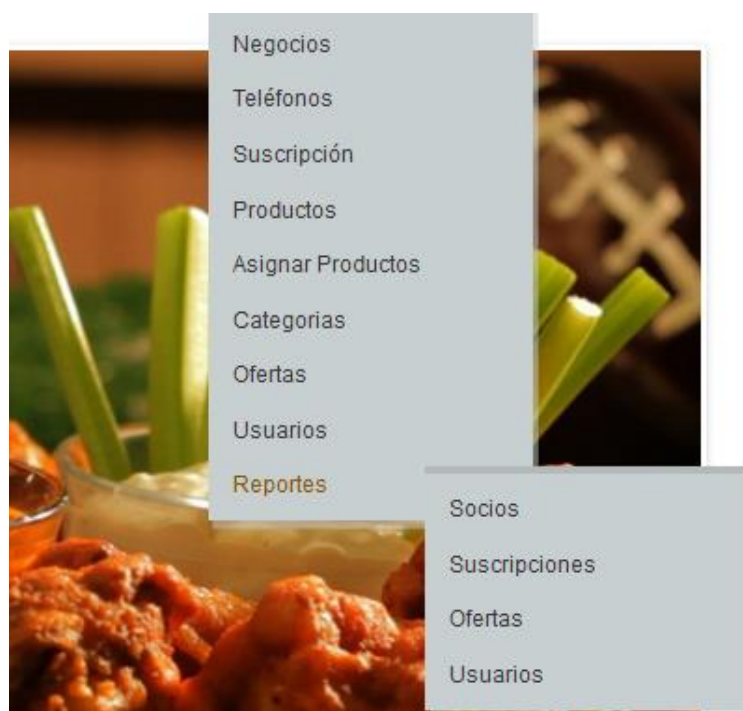 Negocios
Teléfonos
Suscripción
Productos
Asignar Productos
Categorias
Ofertas
Usuarios
Reportes
Socios
Suscripciones
Ofertas
Usuarios